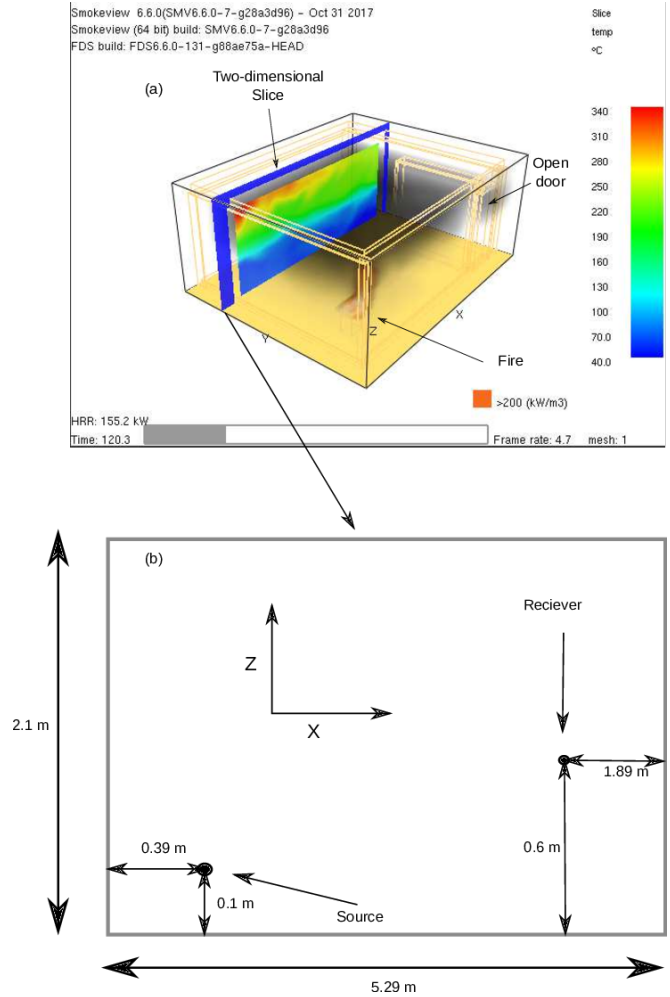 Smokeview 6.6.0(SMV6.6.0-7-g28a3d96) - Oct 31 2017
Smokeview (64 bit) build: SMV6.6.0-7-g28a3d96
FDS build: FDS6.6.0-131-g88ae75a-HEAD
Slice
temp
°C
(a)
Two-dimensional
Slice
Open
door
340
310
280
250
220
190
160
130
100
70.0
40.0
X
Y
Z
Fire
>200 (kW/m3)
HRR: 155.2 kW
Time: 120.3
Frame rate: 4.7
mesh: 1
(b)
Reciever
Z
X
2.1 m
1.89 m
0.39 m
0.6 m
0.1 m
Source
5.29 m